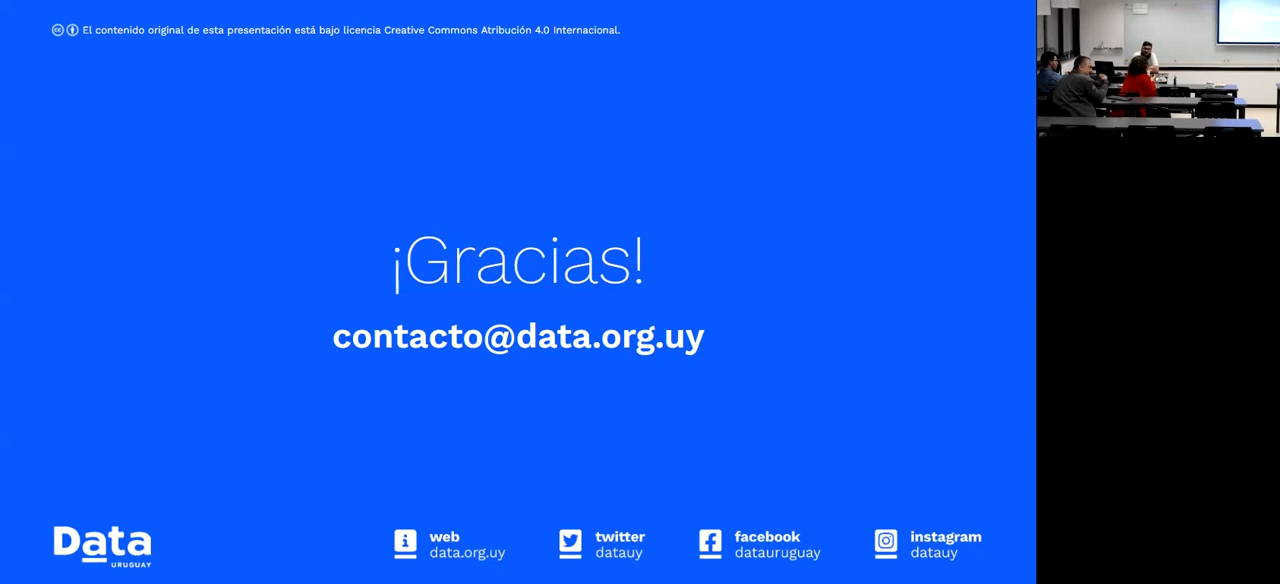 El contenido original de esta presentación está bajo licencia Creative Commons Atribución 4.0 Internacional.
¡Gracias!
contacto@data.org.uy
Data
URUGUAY
web
data.org.uy
twitter
datauy
facebook
datauruguay
instagram
datauy